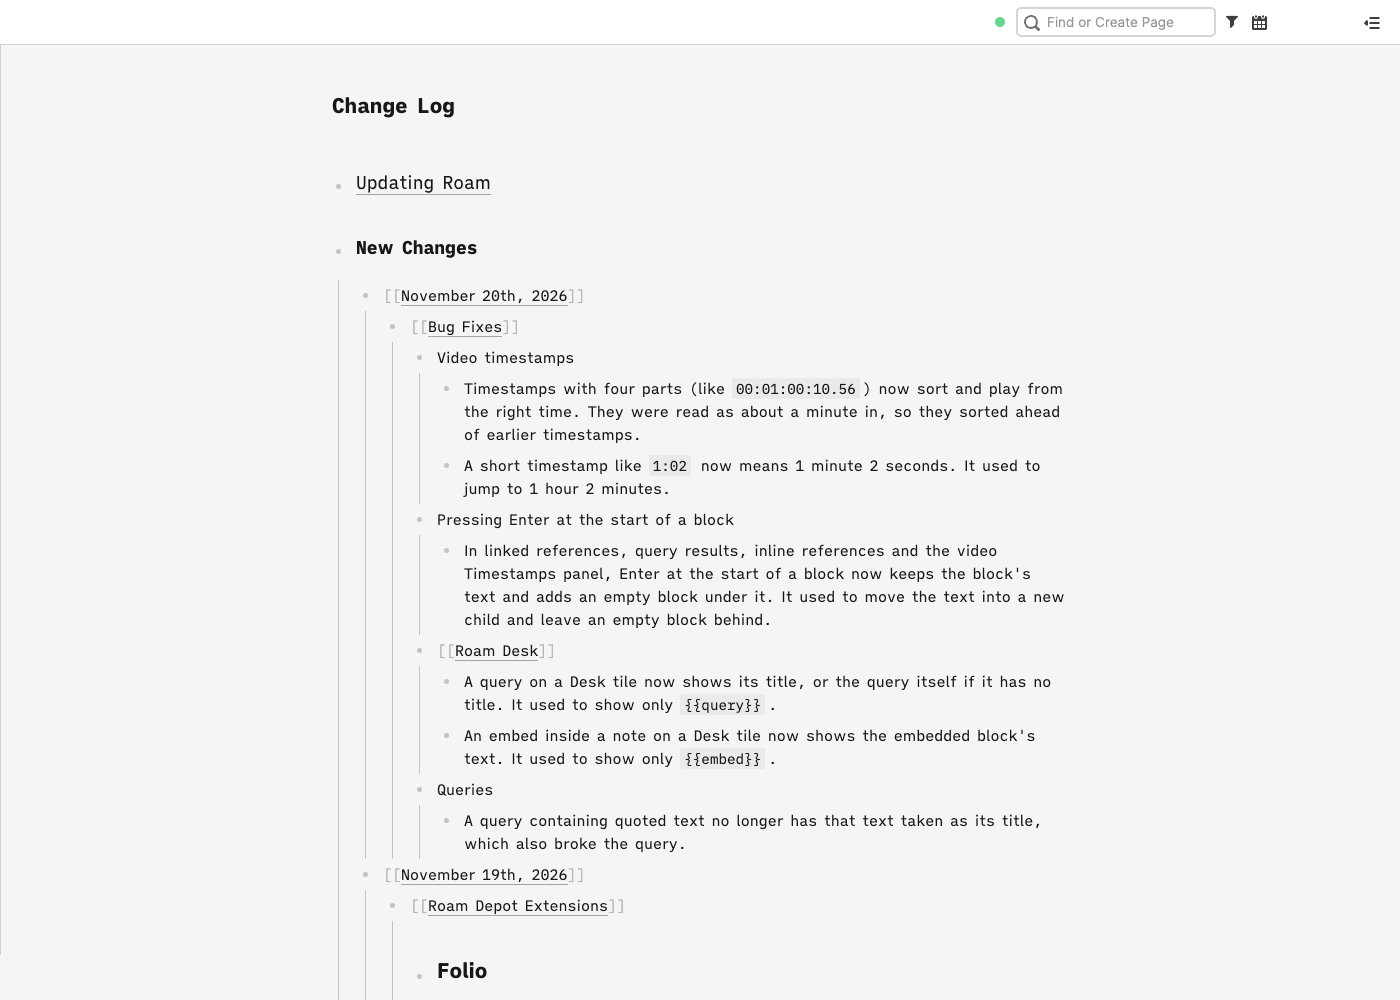 Find or Create Page
Change Log
Updating Roam
New Changes
[[November 20th, 2026]]
[[Bug Fixes]]
Video timestamps
Timestamps with four parts (like 00:01:00:10.56) now sort and play from
the right time. They were read as about a minute in, so they sorted ahead
of earlier timestamps.
A short timestamp like 1:02 now means 1 minute 2 seconds. It used to
jump to 1 hour 2 minutes.
Pressing Enter at the start of a block
In linked references, query results, inline references and the video
Timestamps panel, Enter at the start of a block now keeps the block's
text and adds an empty block under it. It used to move the text into a new
child and leave an empty block behind.
[[Roam Desk]]
A query on a Desk tile now shows its title, or the query itself if it has no
title. It used to show only {{query}}.
An embed inside a note on a Desk tile now shows the embedded block's
text. It used to show only {{embed}}.
Queries
A query containing quoted text no longer has that text taken as its title,
which also broke the query.
[[November 19th, 2026]]
[[Roam Depot Extensions]]
Folio